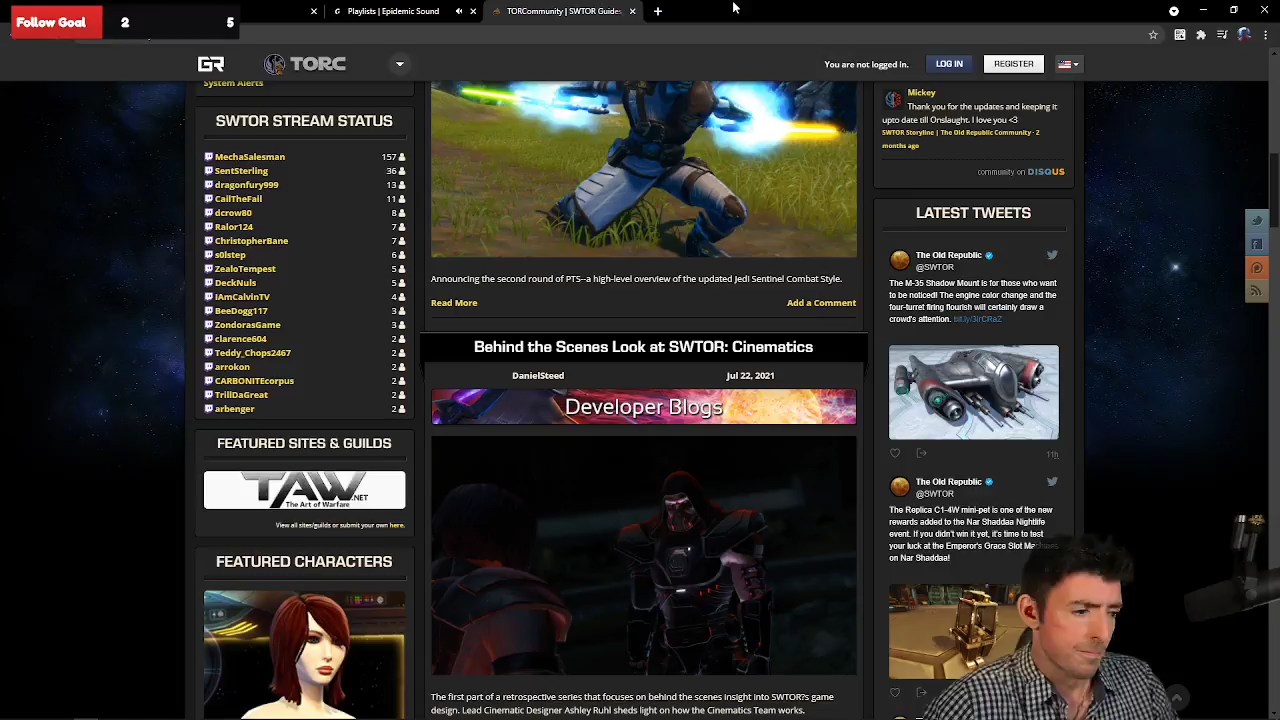 Follow Goal
2
5
Playlists | Epidemic Sound
TORCommunity | SWTOR Guides
GR
TORC
You are not logged in.
LOG IN
REGISTER
System Alerts
SWTOR STREAM STATUS
MechaSalesman 157
SentSterling 36
dragonfury999 13
CailTheFail 11
dcrow80 8
Ralor124 7
ChristopherBane 7
s0lstep 6
ZealoTempest 5
DeckNuls 5
IAmCalvinTV 4
BeeDogg117 3
ZondorasGame 3
clarence604 2
Teddy_Chops2467 2
arrokon 2
CARBONITEcorpus 2
TrillDaGreat 2
arbenger 2
FEATURED SITES & GUILDS
TAW.NET
The Art of Warfare
View all sites/guilds or submit your own here.
FEATURED CHARACTERS
Announcing the second round of PTS--a high-level overview of the updated Jedi Sentinel Combat Style.
Read More
Add a Comment
Behind the Scenes Look at SWTOR: Cinematics
DanielSteed
Jul 22, 2021
Developer Blogs
The first part of a retrospective series that focuses on behind the scenes insight into SWTOR?s game
design. Lead Cinematic Designer Ashley Ruhl sheds light on how the Cinematics Team works.
Mickey
Thank you for the updates and keeping it
upto date till Onslaught. I love you <3
SWTOR Storyline | The Old Republic Community · 2
months ago
community on DISQUS
LATEST TWEETS
The Old Republic
@SWTOR
The M-35 Shadow Mount is for those who want
to be noticed! The engine color change and the
four-turret firing flourish will certainly draw a
crowd's attention.
11h
The Old Republic
@SWTOR
The Replica C1-4W mini-pet is one of the new
rewards added to the Nar Shaddaa Nightlife
event. If you didn't win it yet, it's time to test
your luck at the Emperor's Grace Slot Machines
on Nar Shaddaa!